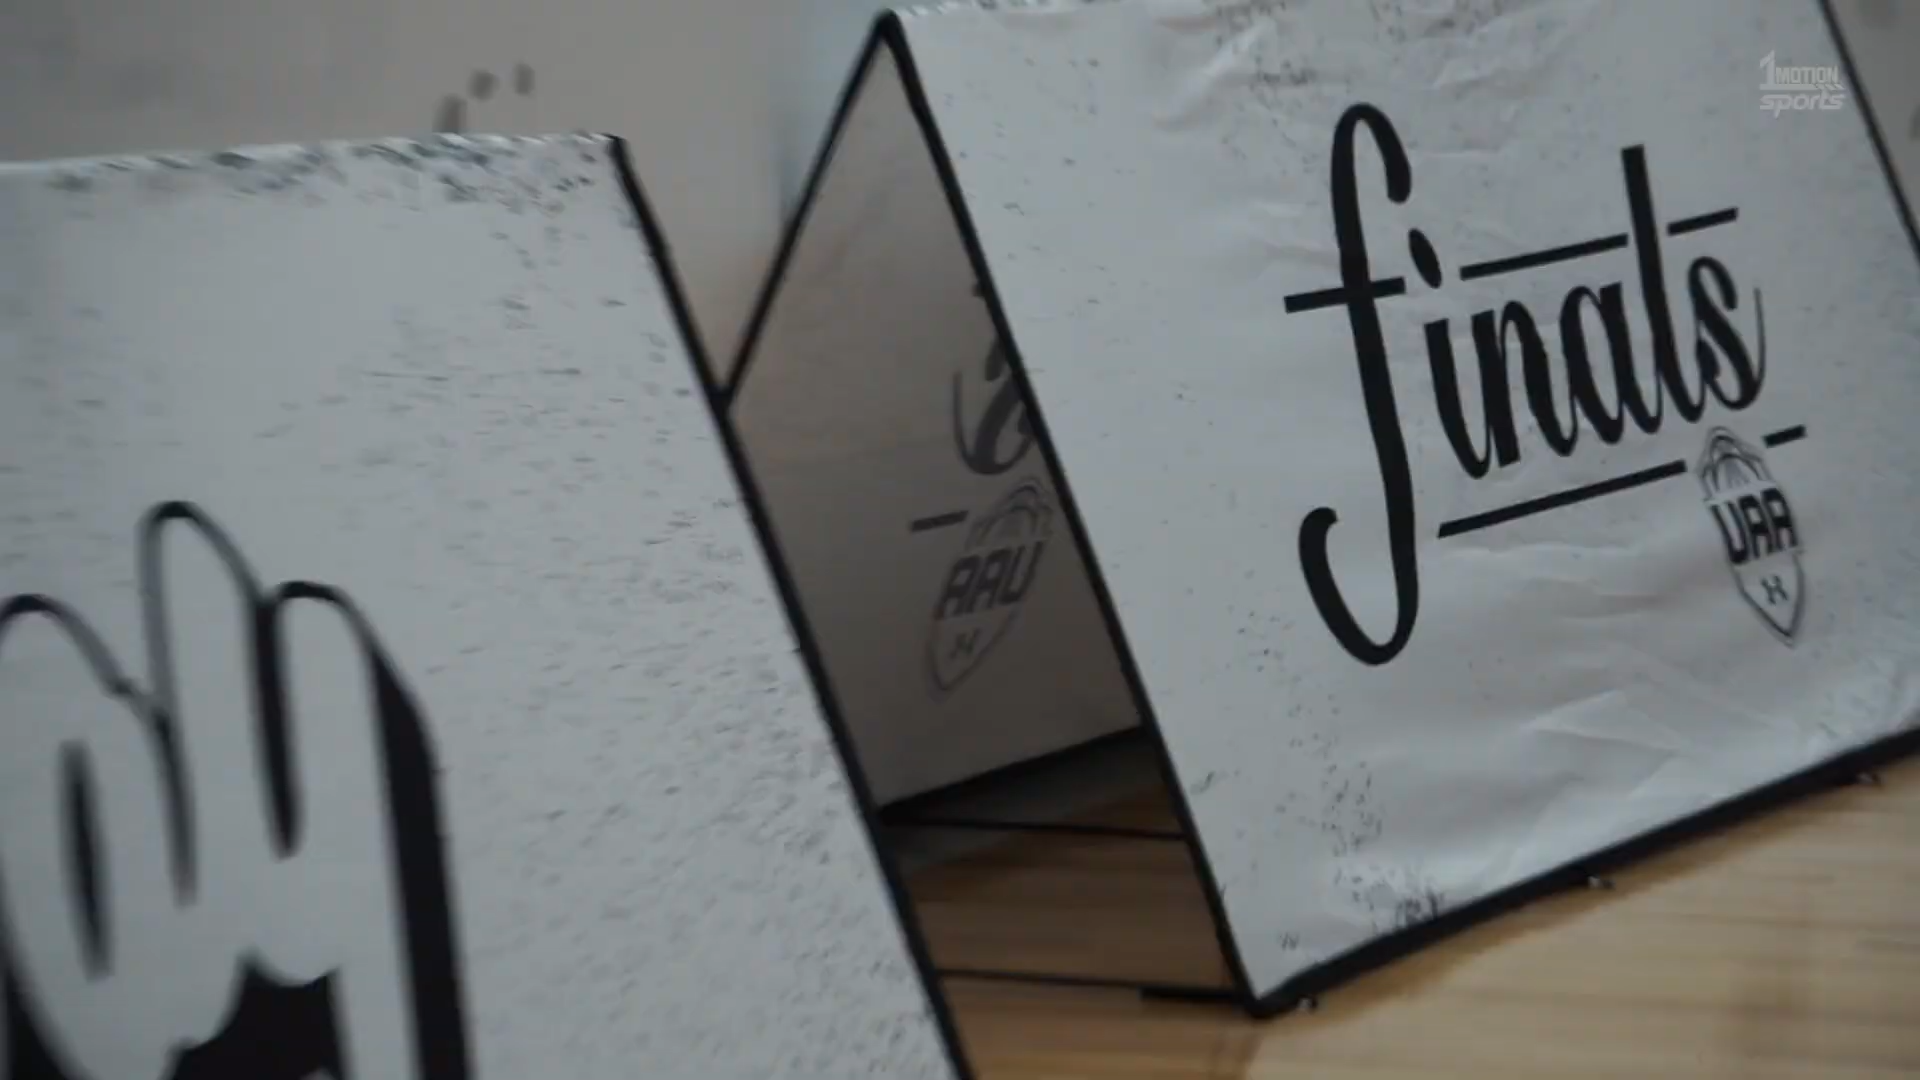 1MOTION
sports
finals
UAA
UAA